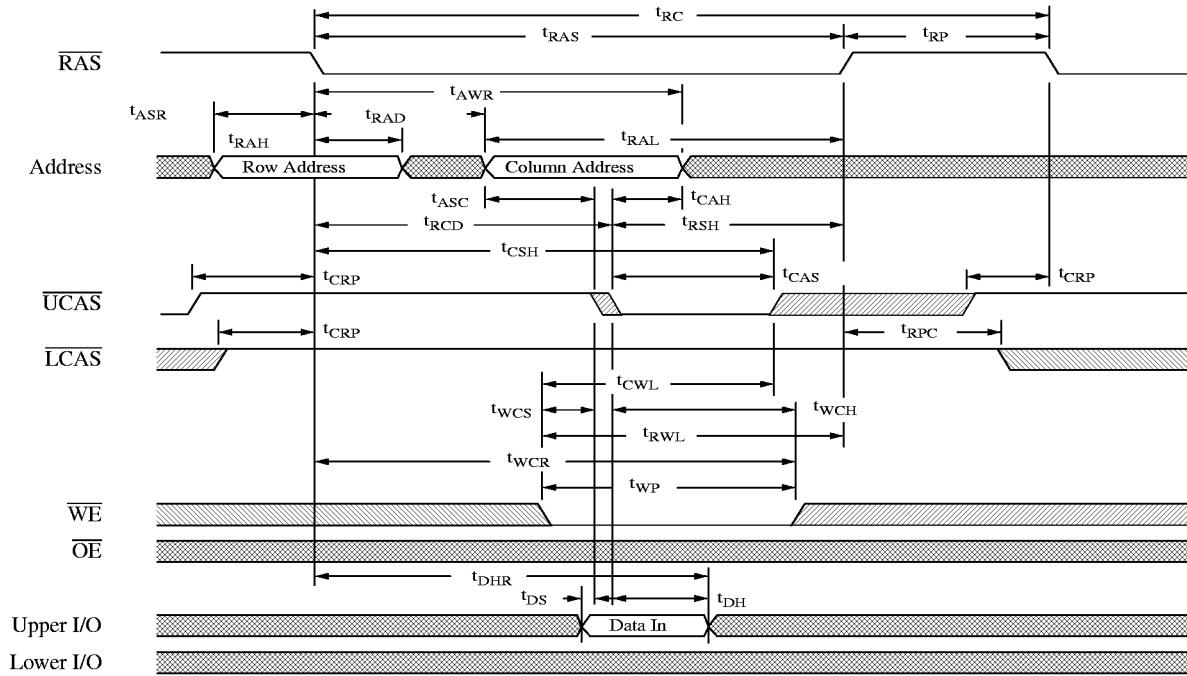 tRC
tRAS tRP
RAS
tAWR
tASR tRAD
tRAH tRAL
Address Row Address Column Address
tASC tCAH
tRCD tRSH
tCSH
tCRP tCAS tCRP
UCAS
tCRP tRPC
LCAS
tCWL
tWCS tWCH
tRWL
tWCR
tWP
WE
OE
tDHR
tDS tDH
Upper I/O Data In
Lower I/O